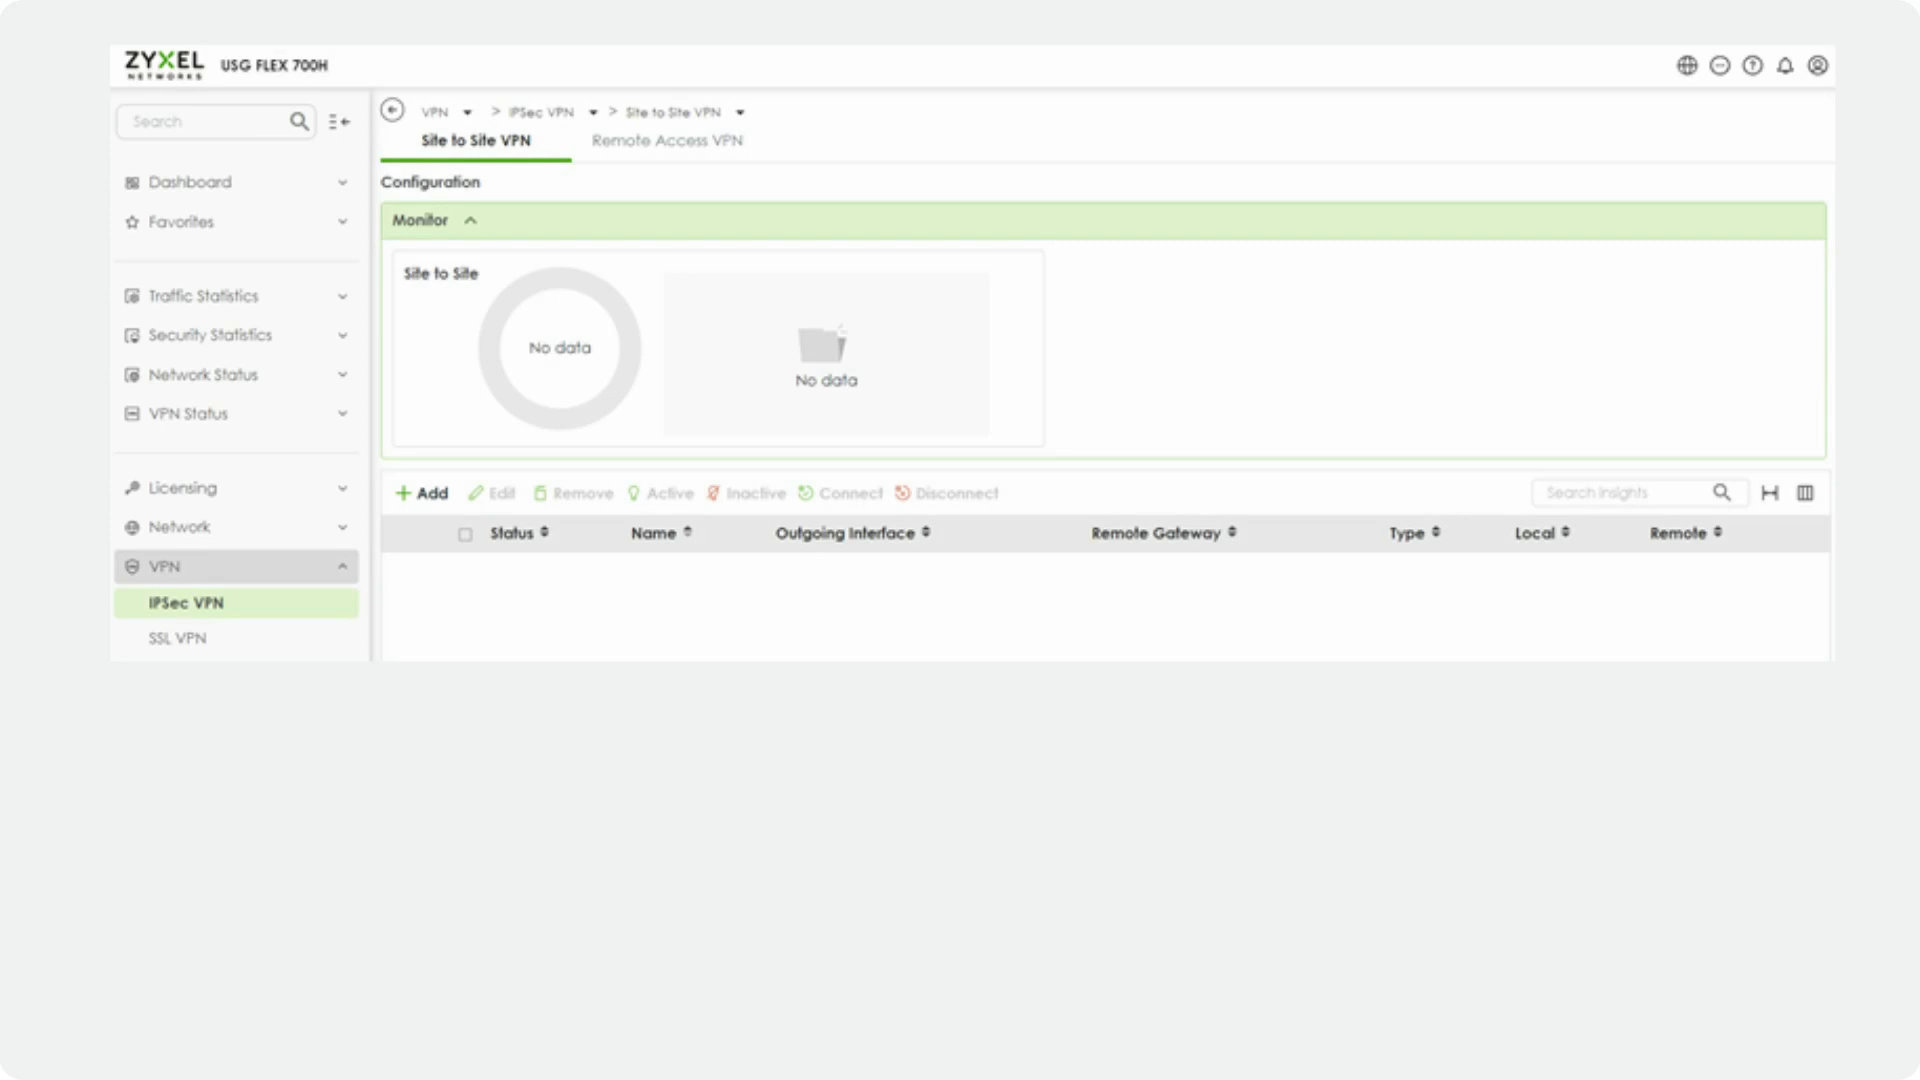 ZYXEL
NETWORKS
USG FLEX 700H
Search
VPN > IPSec VPN > Site to Site VPN
Site to Site VPN Remote Access VPN
Dashboard
Favorites
Traffic Statistics
Security Statistics
Network Status
VPN Status
Licensing
Network
VPN
IPSec VPN
SSL VPN
Configuration
Monitor
Site to Site
No data
No data
Add Edit Remove Active Inactive Connect Disconnect Search insights
Status Name Outgoing Interface Remote Gateway Type Local Remote